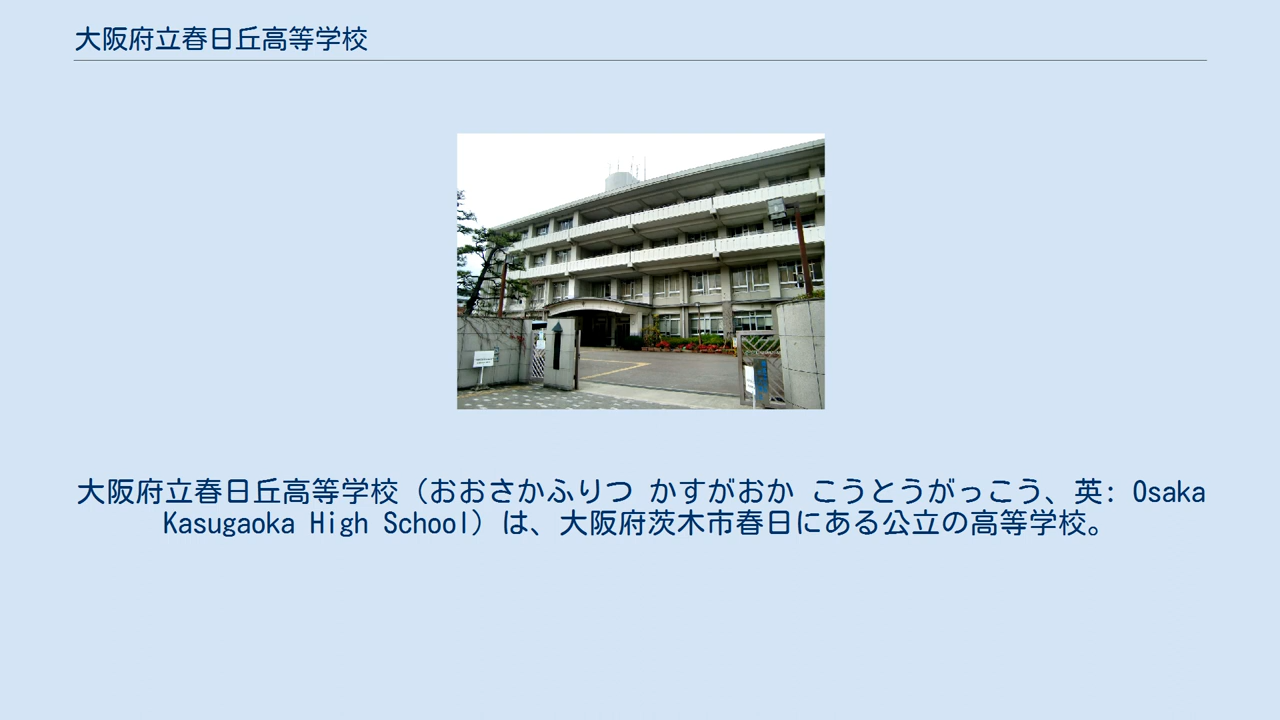 大阪府立春日丘高等学校
大阪府立春日丘高等学校（おおさかふりつ かすがおか こうとうがっこう、英: Osaka
Kasugaoka High School）は、大阪府茨木市春日にある公立の高等学校。